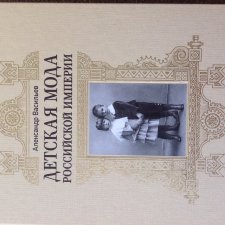 Александр Васильев
ДЕТСКАЯ МОДА
РОССИЙСКОЙ ИМПЕРИИ